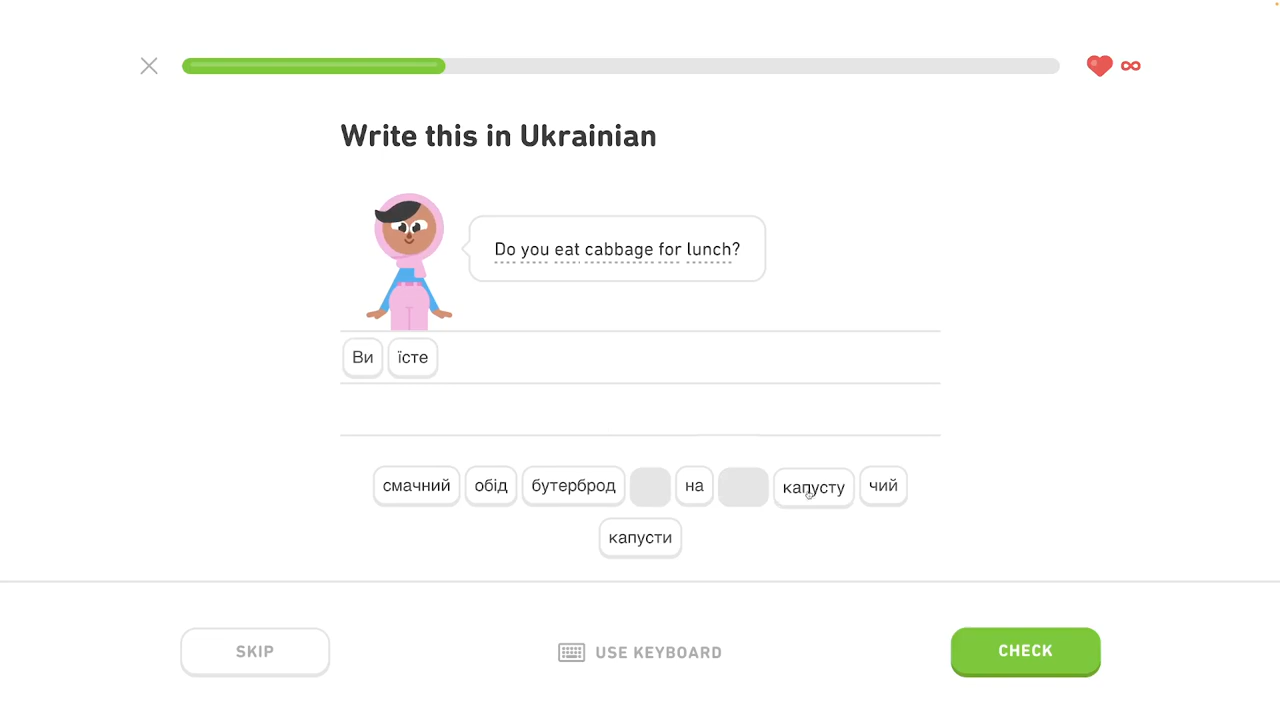 Write this in Ukrainian
Do you eat cabbage for lunch?
Ви їсте
смачний обід бутерброд на капусту чий
капусти
SKIP USE KEYBOARD CHECK